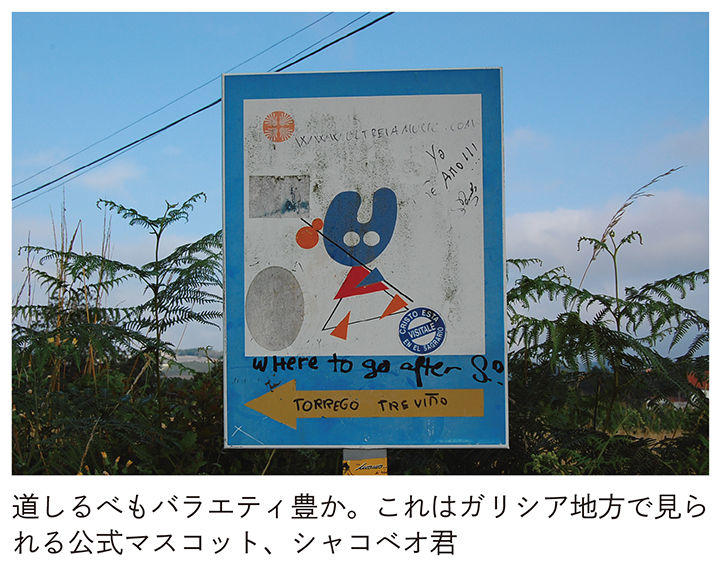 WWW.ULTREIAMUSIC.COM
Yo
TE AMO!!!
CRISTO ESTA
VISITALE
EN EL SAGRARIO
WHERE to go after S.?
TORREGO TREVIÑO
道しるべもバラエティ豊か。これはガリシア地方で見ら
れる公式マスコット、シャコベオ君